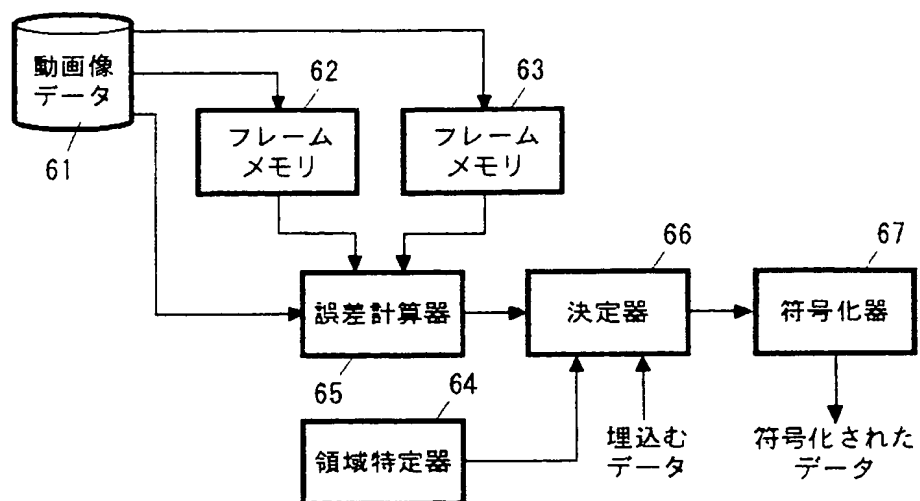 動画像
データ
61
62
フレーム
メモリ
63
フレーム
メモリ
誤差計算器
65
66
決定器
67
符号化器
64
領域特定器
埋込む
データ
符号化された
データ